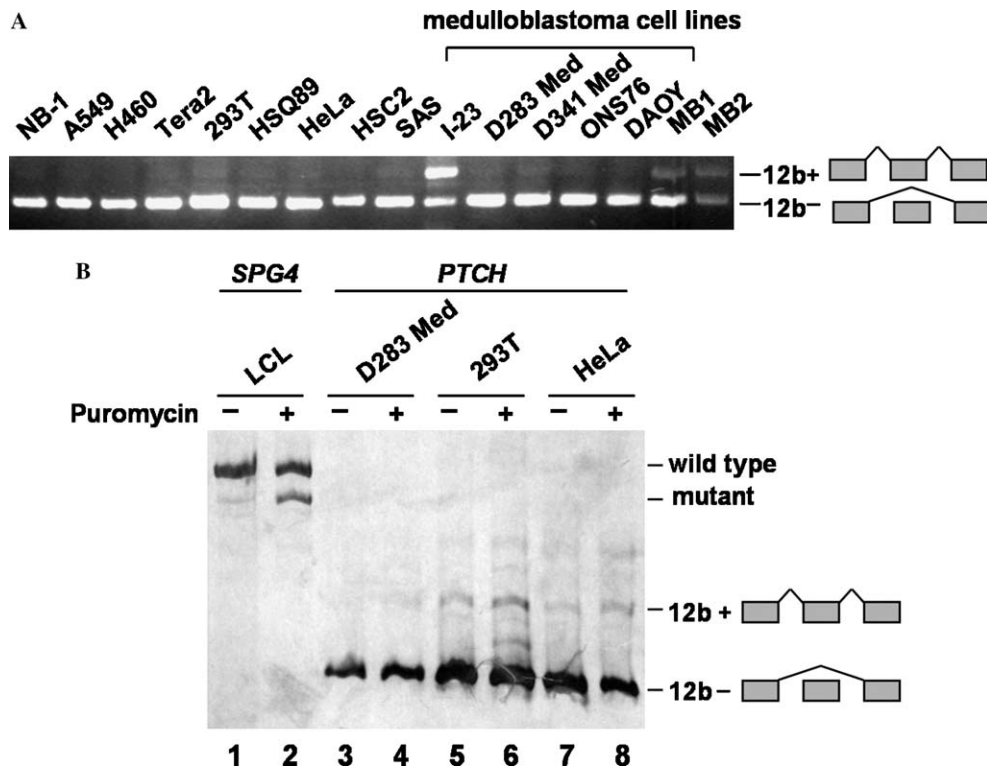 A
medulloblastoma cell lines
NB-1 A549 H460 Tera2 293T HSQ89 HeLa HSC2 SAS I-23 D283 Med D341 Med ONS76 DAOY MB1 MB2
12b+
12b−
B
SPG4 PTCH
LCL D283 Med 293T HeLa
Puromycin − + − + − + − +
wild type
mutant
12b +
12b −
1 2 3 4 5 6 7 8